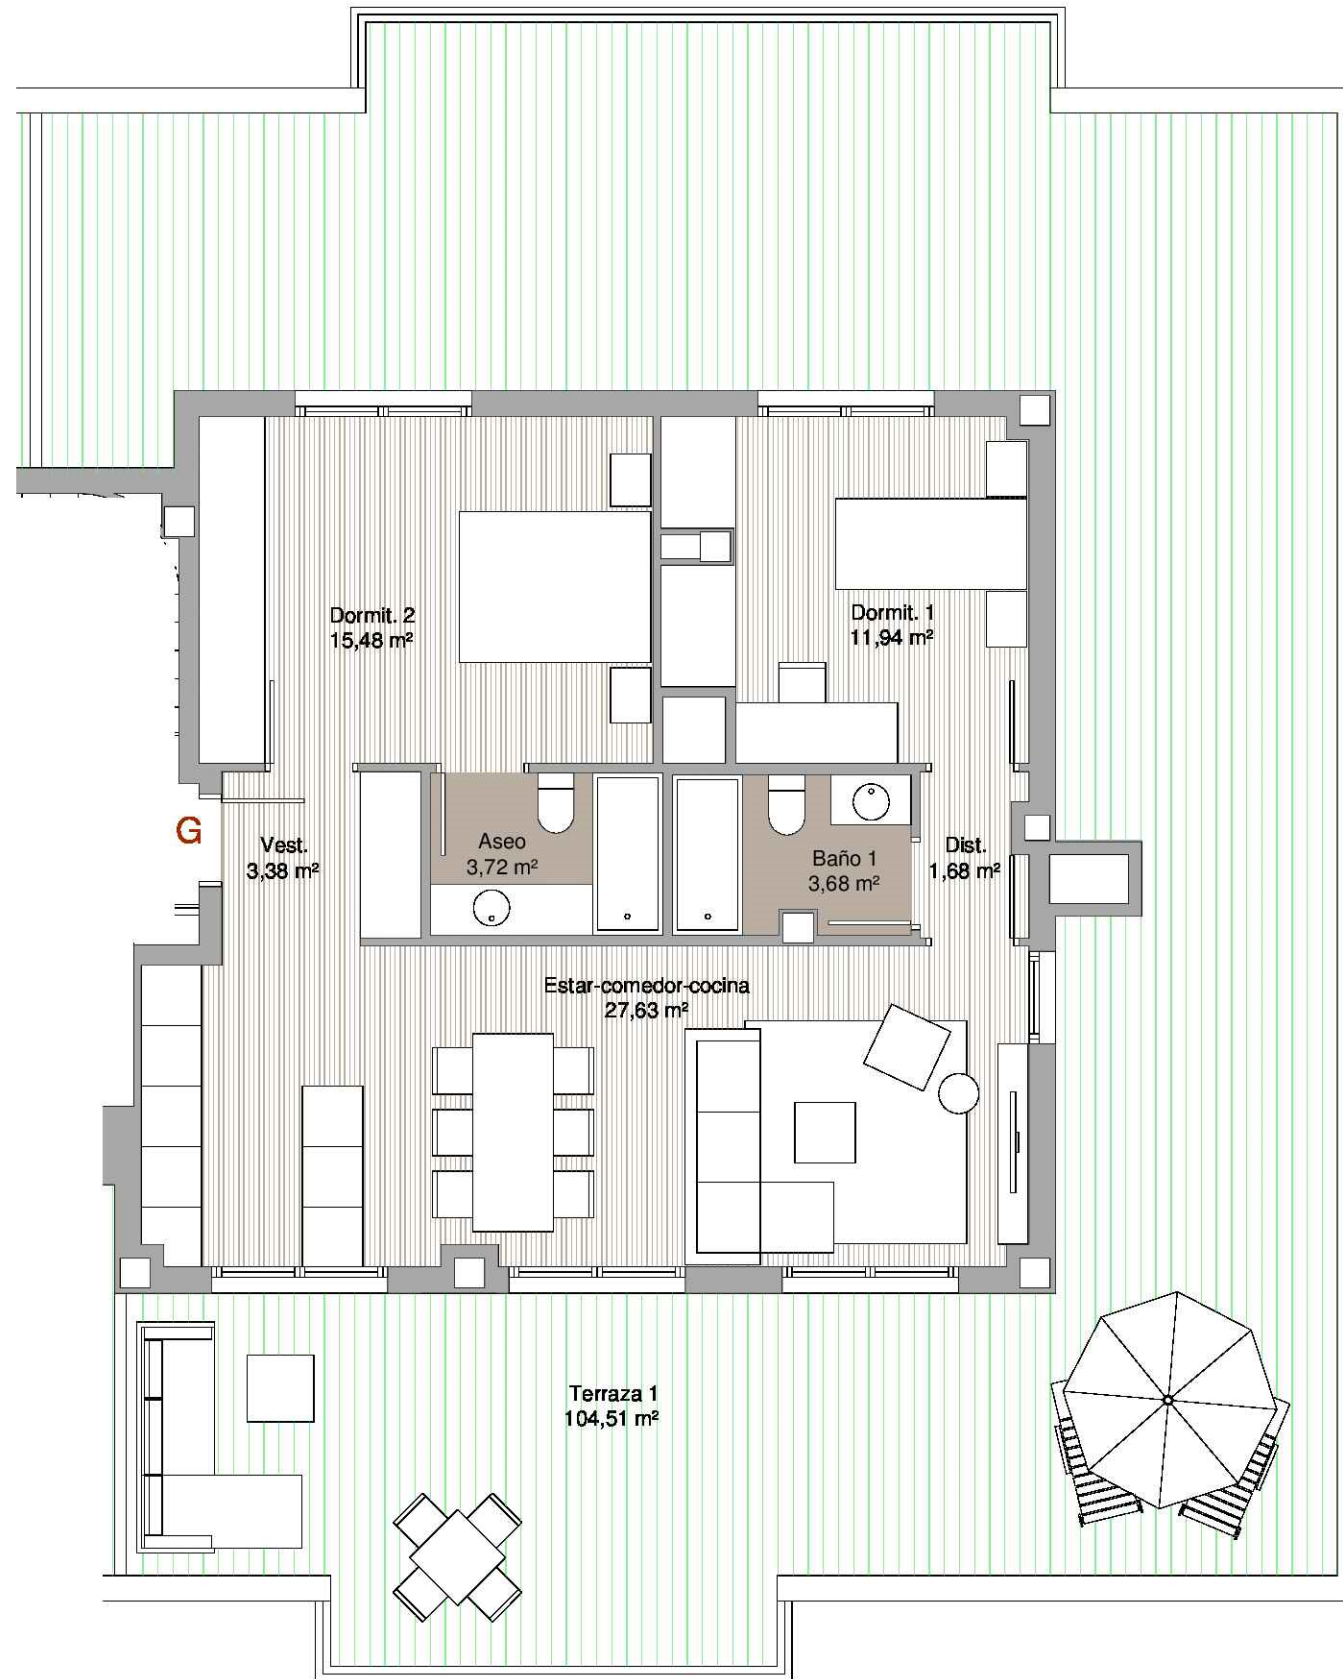 Dormit. 2
15,48 m²
Dormit. 1
11,94 m²
G
Vest.
3,38 m²
Aseo
3,72 m²
Baño 1
3,68 m²
Dist.
1,68 m²
Estar-comedor-cocina
27,63 m²
Terraza 1
104,51 m²